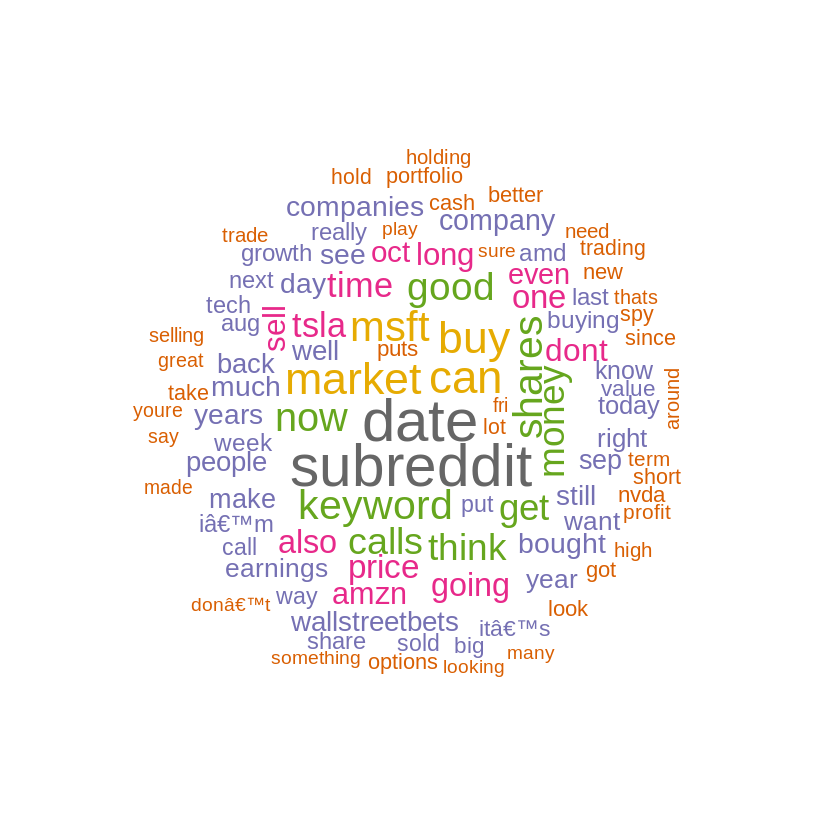 holding
hold
portfolio
companies
cash
better
trade
really
play
company
need
growth
see
oct
long
sure
amd
trading
next
day
time
good
even
new
tech
one
last
thats
aug
sell
tsla
msft
buy
buying
spy
selling
well
puts
shares
dont
since
great
back
market
can
money
know
take
much
value
around
youre
years
now
date
fri
today
say
week
lot
right
people
subreddit
sep
term
made
make
keyword
put
get
still
short
nvda
iâ€™m
want
profit
call
also
calls
think
bought
high
earnings
price
going
year
got
donâ€™t
way
amzn
look
wallstreetbets
itâ€™s
share
sold
big
many
something
options
looking